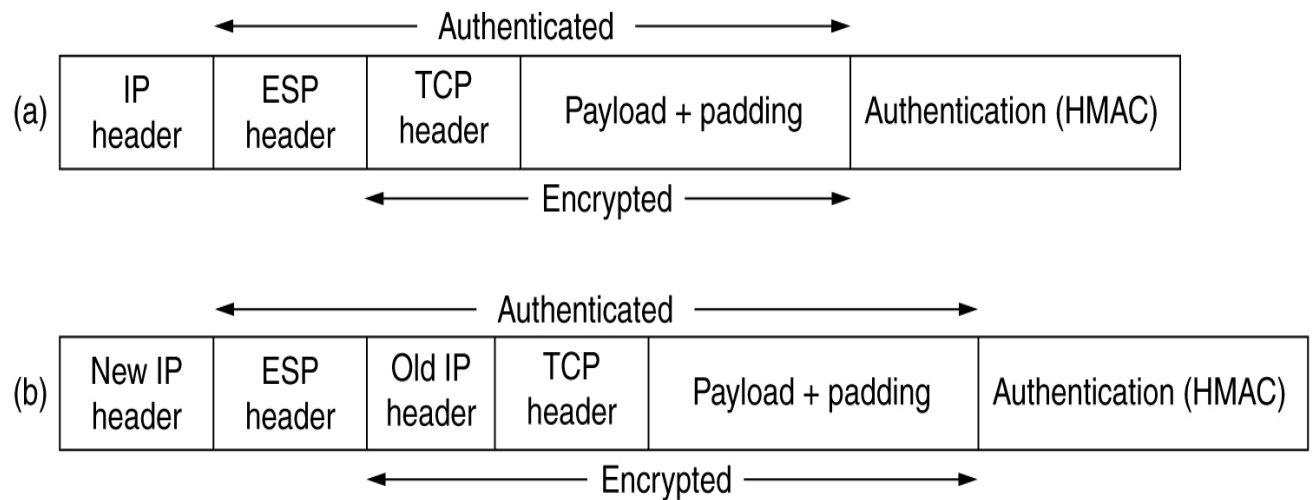 Authenticated
(a)
IP
header
ESP
header
TCP
header
Payload + padding
Authentication (HMAC)
Encrypted
Authenticated
(b)
New IP
header
ESP
header
Old IP
header
TCP
header
Payload + padding
Authentication (HMAC)
Encrypted